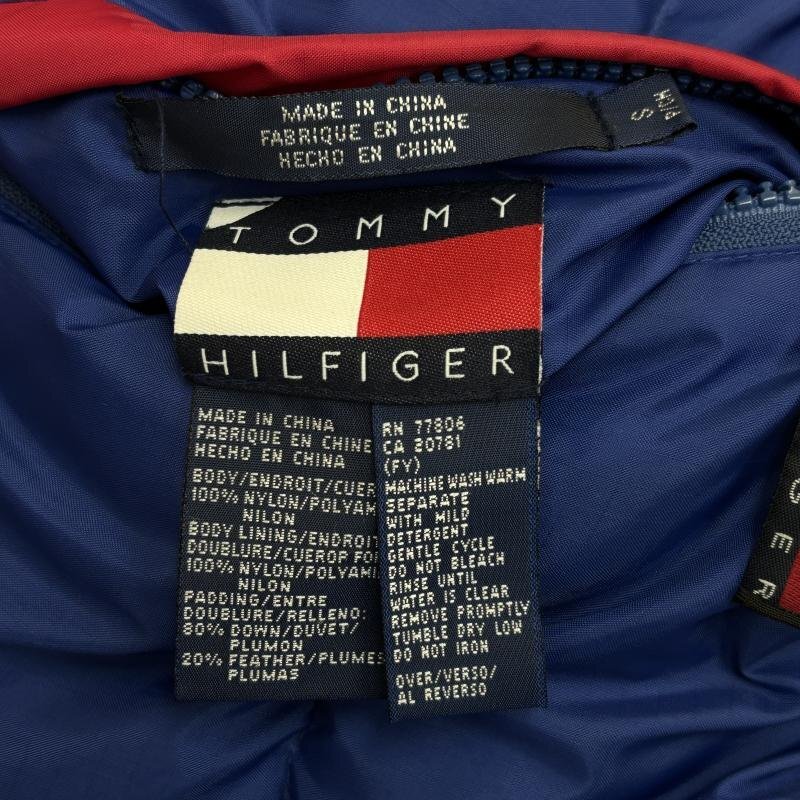 MADE IN CHINA
FABRIQUE EN CHINE
HECHO EN CHINA
S
P/CH
TOMMY
HILFIGER
MADE IN CHINA
FABRIQUE EN CHINE
HECHO EN CHINA
BODY/ENDROIT/CUER
100% NYLON/POLYAM
NILON
BODY LINING/ENDROIT
DOUBLURE/CUEROP FO
100% NYLON/POLYAMI
NILON
PADDING/ENTRE
DOUBLURE/RELLENO:
80% DOWN/DUVET/
PLUMON
20% FEATHER/PLUMES
PLUMAS
RN 77806
CA 20781
(FY)
MACHINE WASH WARM
SEPARATE
WITH MILD
DETERGENT
GENTLE CYCLE
DO NOT BLEACH
RINSE UNTIL
WATER IS CLEAR
REMOVE PROMPTLY
TUMBLE DRY LOW
DO NOT IRON
OVER/VERSO/
AL REVERSO
GER